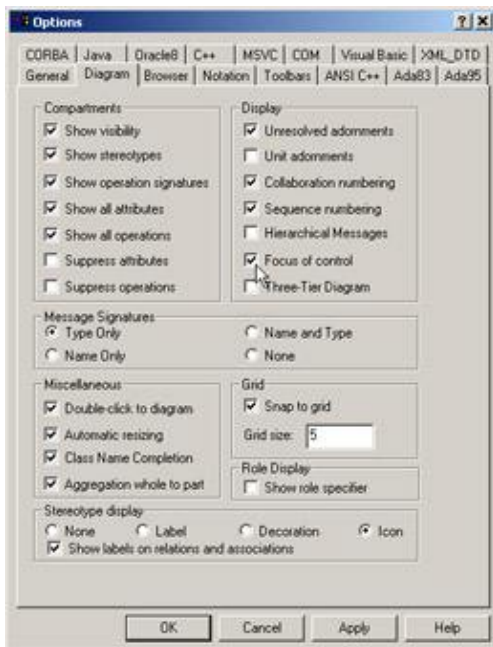 Options
CORBA Java Oracle8 C++ MSVC COM Visual Basic XML_DTD
General Diagram Browser Notation Toolbars ANSI C++ Ada83 Ada95
Compartments
Show visibility
Show stereotypes
Show operation signatures
Show all attributes
Show all operations
Suppress attributes
Suppress operations
Display
Unresolved adornments
Unit adornments
Collaboration numbering
Sequence numbering
Hierarchical Messages
Focus of control
Three-Tier Diagram
Message Signatures
Type Only Name and Type
Name Only None
Miscellaneous
Double-click to diagram
Automatic resizing
Class Name Completion
Aggregation whole to part
Grid
Snap to grid
Grid size: 5
Role Display
Show role specifier
Stereotype display
None Label Decoration Icon
Show labels on relations and associations
OK Cancel Apply Help